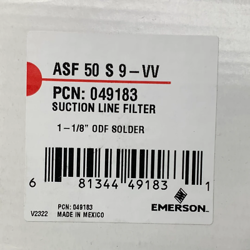 ASF 50 S 9-VV
PCN: 049183
SUCTION LINE FILTER
1-1/8" ODF SOLDER
6 81344 49183 1
EMERSON
PCN: 049183
V2322 MADE IN MEXICO